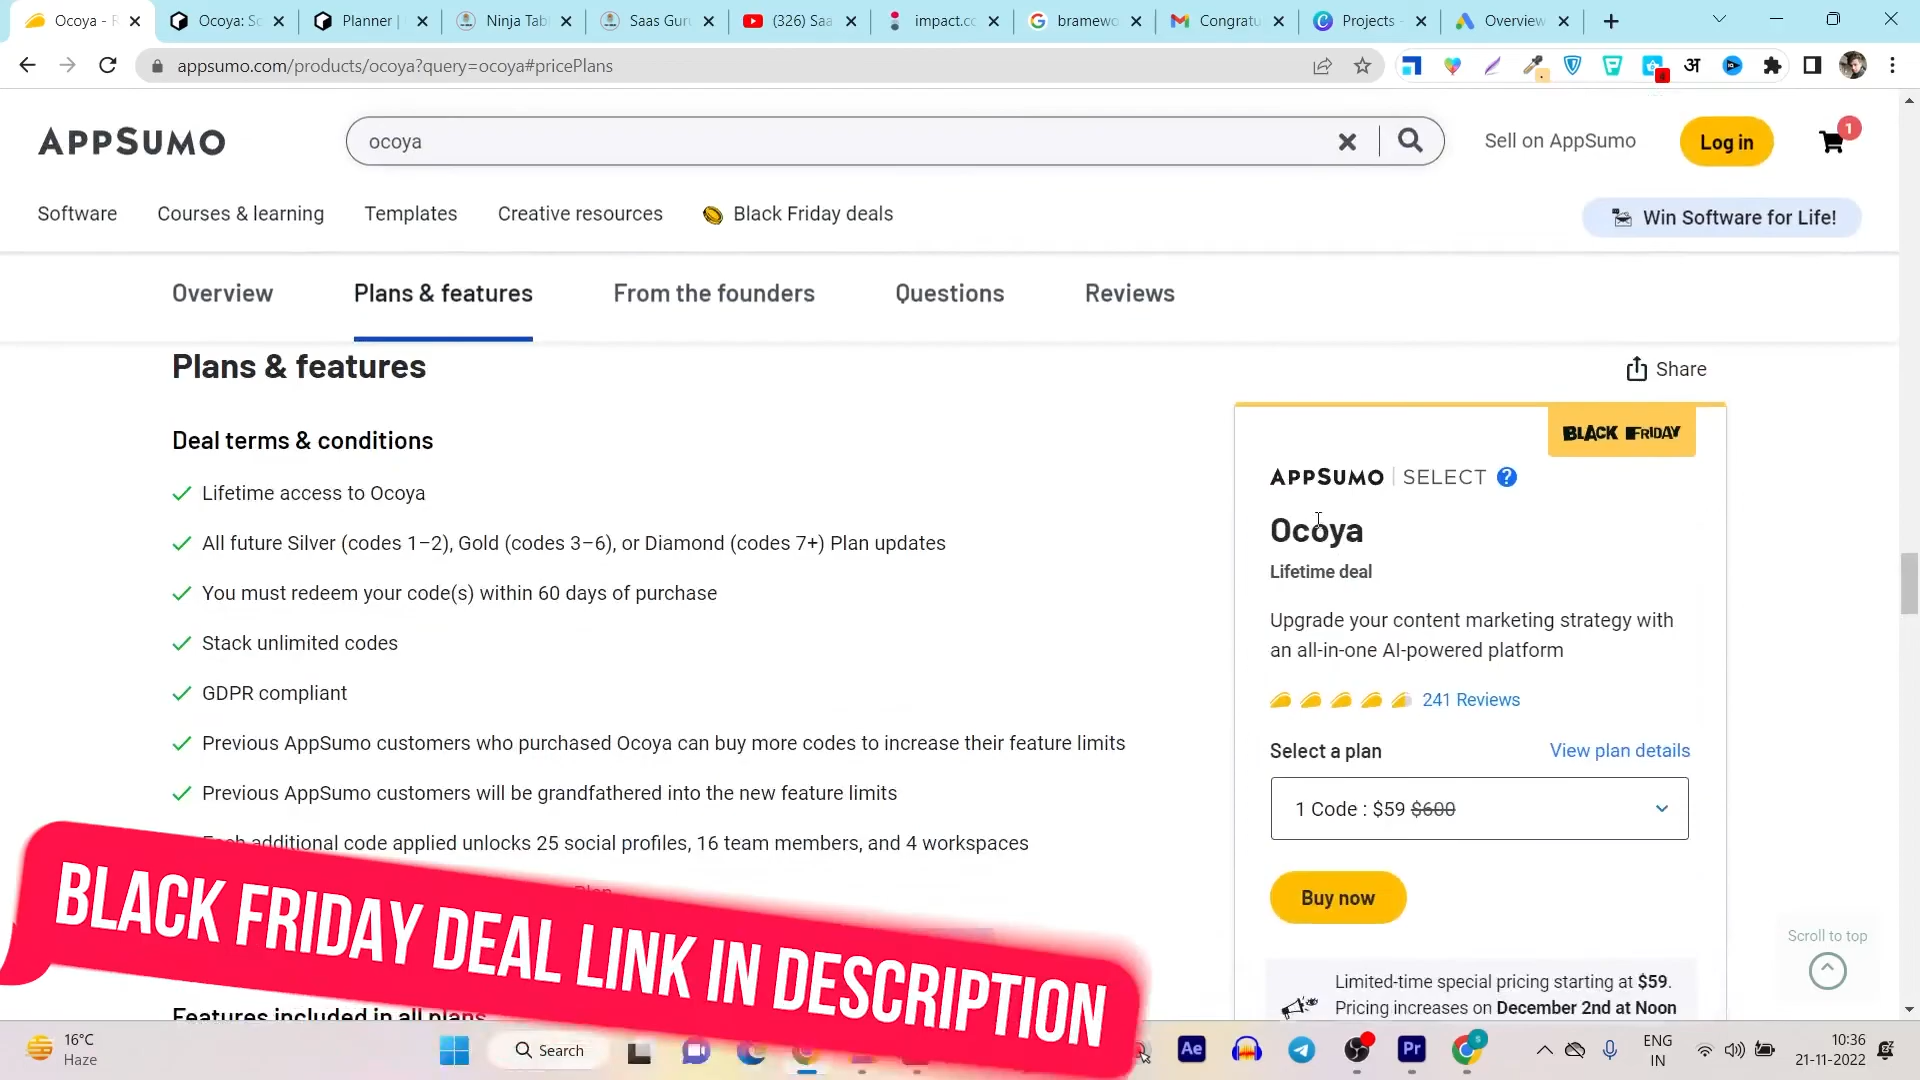 Ocoya - R
Ocoya: Sc
Planner |
Ninja Tab
Saas Guru
(326) Saa
impact.co
bramewo
Congratu
Projects -
Overview
appsumo.com/products/ocoya?query=ocoya#pricePlans
APPSUMO
ocoya
Sell on AppSumo
Log in
1
Software
Courses & learning
Templates
Creative resources
Black Friday deals
Win Software for Life!
Overview
Plans & features
From the founders
Questions
Reviews
Plans & features
Share
Deal terms & conditions
Lifetime access to Ocoya
All future Silver (codes 1–2), Gold (codes 3–6), or Diamond (codes 7+) Plan updates
You must redeem your code(s) within 60 days of purchase
Stack unlimited codes
GDPR compliant
Previous AppSumo customers who purchased Ocoya can buy more codes to increase their feature limits
Previous AppSumo customers will be grandfathered into the new feature limits
Each additional code applied unlocks 25 social profiles, 16 team members, and 4 workspaces
Plan
Features included in all plans
BLACK FRIDAY
APPSUMO | SELECT ?
Ocoya
Lifetime deal
Upgrade your content marketing strategy with
an all-in-one AI-powered platform
241 Reviews
Select a plan
View plan details
1 Code : $59 $600
Buy now
Limited-time special pricing starting at $59.
Pricing increases on December 2nd at Noon
Scroll to top
BLACK FRIDAY DEAL LINK IN DESCRIPTION
16°C
Haze
Search
Ae
Pr
ENG
IN
10:36
21-11-2022